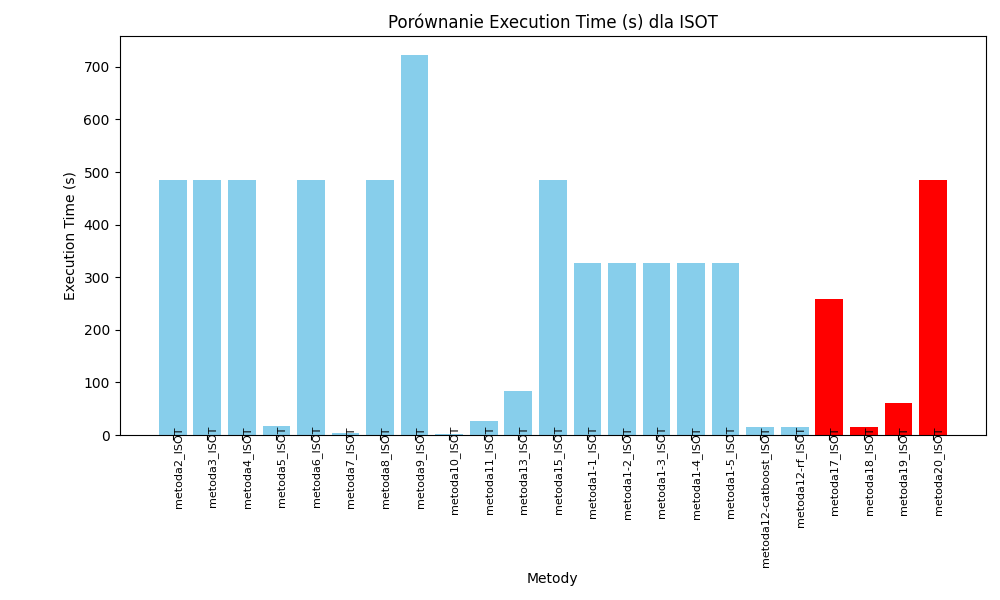 Porównanie Execution Time (s) dla ISOT
700
600
500
400
300
200
100
0
Execution Time (s)
metoda2_ISOT
metoda3_ISOT
metoda4_ISOT
metoda5_ISOT
metoda6_ISOT
metoda7_ISOT
metoda8_ISOT
metoda9_ISOT
metoda10_ISOT
metoda11_ISOT
metoda13_ISOT
metoda15_ISOT
metoda1-1_ISOT
metoda1-2_ISOT
metoda1-3_ISOT
metoda1-4_ISOT
metoda1-5_ISOT
metoda12-catboost_ISOT
metoda12-rf_ISOT
metoda17_ISOT
metoda18_ISOT
metoda19_ISOT
metoda20_ISOT
Metody